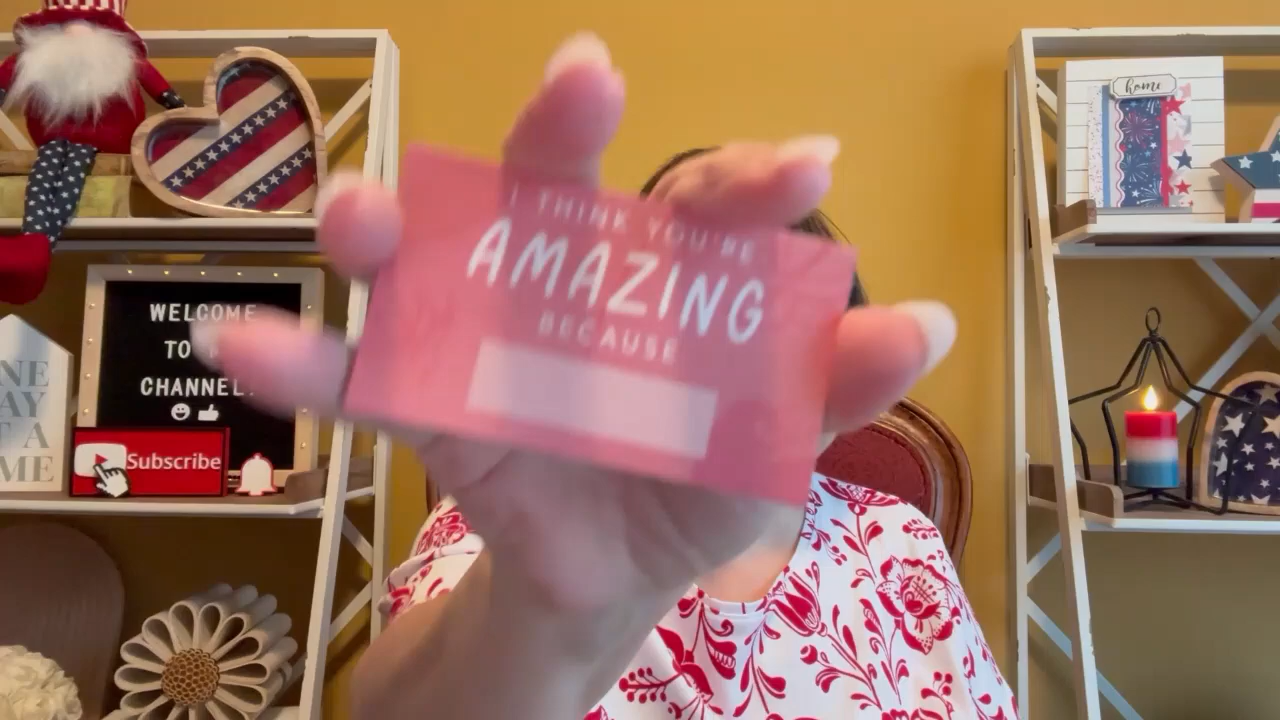 home
I THINK YOU'RE
AMAZING
BECAUSE
WELCOME
TO
CHANNEL
Subscribe